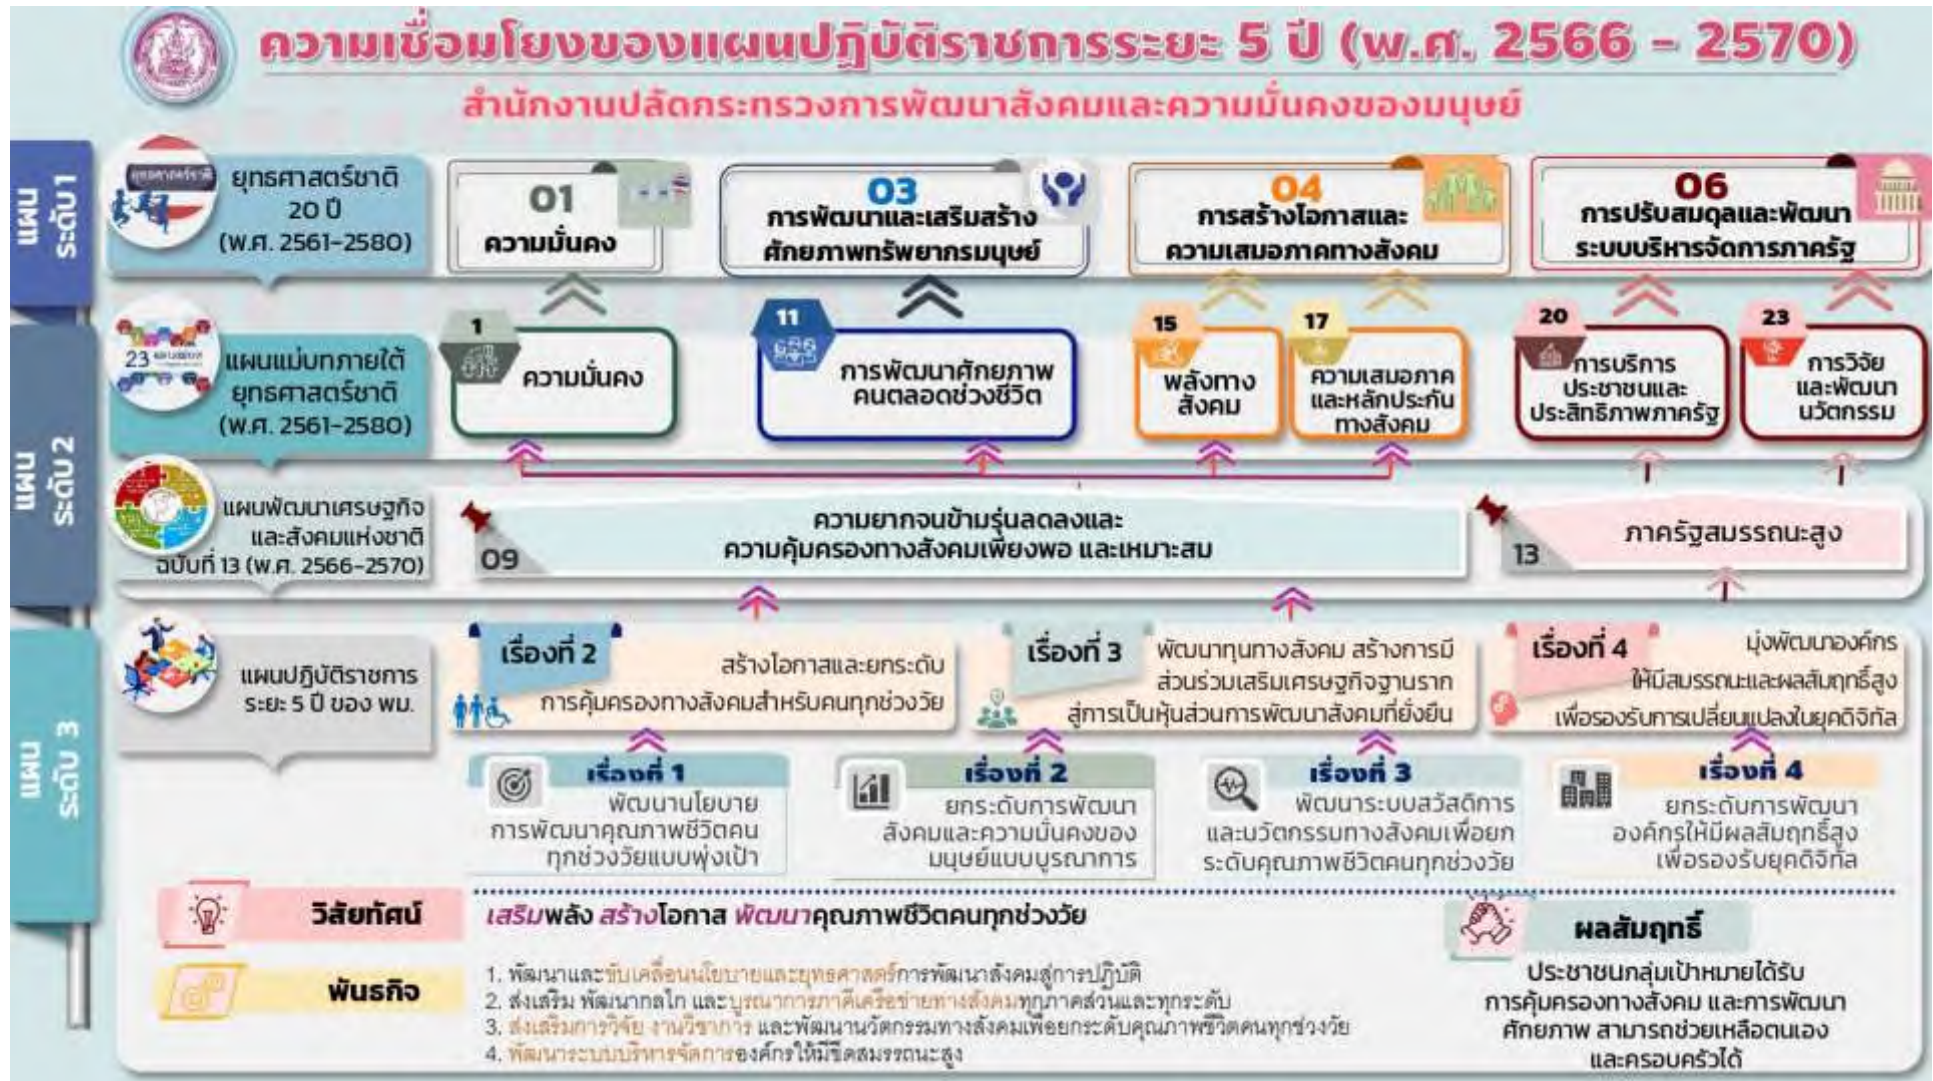 ความเชื่อมโยงของแผนปฏิบัติราชการระยะ 5 ปี (พ.ศ. 2566 - 2570)
สำนักงานปลัดกระทรวงการพัฒนาสังคมและความมั่นคงของมนุษย์
แผน
ระดับ 1
ยุทธศาสตร์ชาติ
ยุทธศาสตร์ชาติ
20 ปี
(พ.ศ. 2561-2580)
01
ความมั่นคง
03
การพัฒนาและเสริมสร้าง
ศักยภาพทรัพยากรมนุษย์
04
การสร้างโอกาสและ
ความเสมอภาคทางสังคม
06
การปรับสมดุลและพัฒนา
ระบบบริหารจัดการภาครัฐ
แผน
ระดับ 2
23
แผนแม่บทภายใต้
ยุทธศาสตร์ชาติ
(พ.ศ. 2561-2580)
1
ความมั่นคง
11
การพัฒนาศักยภาพ
คนตลอดช่วงชีวิต
15
พลังทาง
สังคม
17
ความเสมอภาค
และหลักประกัน
ทางสังคม
20
การบริการ
ประชาชนและ
ประสิทธิภาพภาครัฐ
23
การวิจัย
และพัฒนา
นวัตกรรม
แผนพัฒนาเศรษฐกิจ
และสังคมแห่งชาติ
ฉบับที่ 13 (พ.ศ. 2566-2570)
09
ความยากจนข้ามรุ่นลดลงและ
ความคุ้มครองทางสังคมเพียงพอ และเหมาะสม
13
ภาครัฐสมรรถนะสูง
แผน
ระดับ 3
แผนปฏิบัติราชการ
ระยะ 5 ปี ของ พม.
เรื่องที่ 2
สร้างโอกาสและยกระดับ
การคุ้มครองทางสังคมสำหรับคนทุกช่วงวัย
เรื่องที่ 3
พัฒนาทุนทางสังคม สร้างการมี
ส่วนร่วมเสริมเศรษฐกิจฐานราก
สู่การเป็นหุ้นส่วนการพัฒนาสังคมที่ยั่งยืน
เรื่องที่ 4
มุ่งพัฒนาองค์กร
ให้มีสมรรถนะและผลสัมฤทธิ์สูง
เพื่อรองรับการเปลี่ยนแปลงในยุคดิจิทัล
เรื่องที่ 1
พัฒนานโยบาย
การพัฒนาคุณภาพชีวิตคน
ทุกช่วงวัยแบบพุ่งเป้า
เรื่องที่ 2
ยกระดับการพัฒนา
สังคมและความมั่นคงของ
มนุษย์แบบบูรณาการ
เรื่องที่ 3
พัฒนาระบบสวัสดิการ
และนวัตกรรมทางสังคมเพื่อยก
ระดับคุณภาพชีวิตคนทุกช่วงวัย
เรื่องที่ 4
ยกระดับการพัฒนา
องค์กรให้มีผลสัมฤทธิ์สูง
เพื่อรองรับยุคดิจิทัล
วิสัยทัศน์
เสริมพลัง สร้างโอกาส พัฒนาคุณภาพชีวิตคนทุกช่วงวัย
พันธกิจ
1. พัฒนาและขับเคลื่อนนโยบายและยุทธศาสตร์การพัฒนาสังคมสู่การปฏิบัติ
2. ส่งเสริม พัฒนากลไก และบูรณาการภาคีเครือข่ายทางสังคมทุกภาคส่วนและทุกระดับ
3. ส่งเสริมการวิจัย งานวิชาการ และพัฒนานวัตกรรมทางสังคมเพื่อยกระดับคุณภาพชีวิตคนทุกช่วงวัย
4. พัฒนาระบบบริหารจัดการองค์กรให้มีขีดสมรรถนะสูง
ผลสัมฤทธิ์
ประชาชนกลุ่มเป้าหมายได้รับ
การคุ้มครองทางสังคม และการพัฒนา
ศักยภาพ สามารถช่วยเหลือตนเอง
และครอบครัวได้